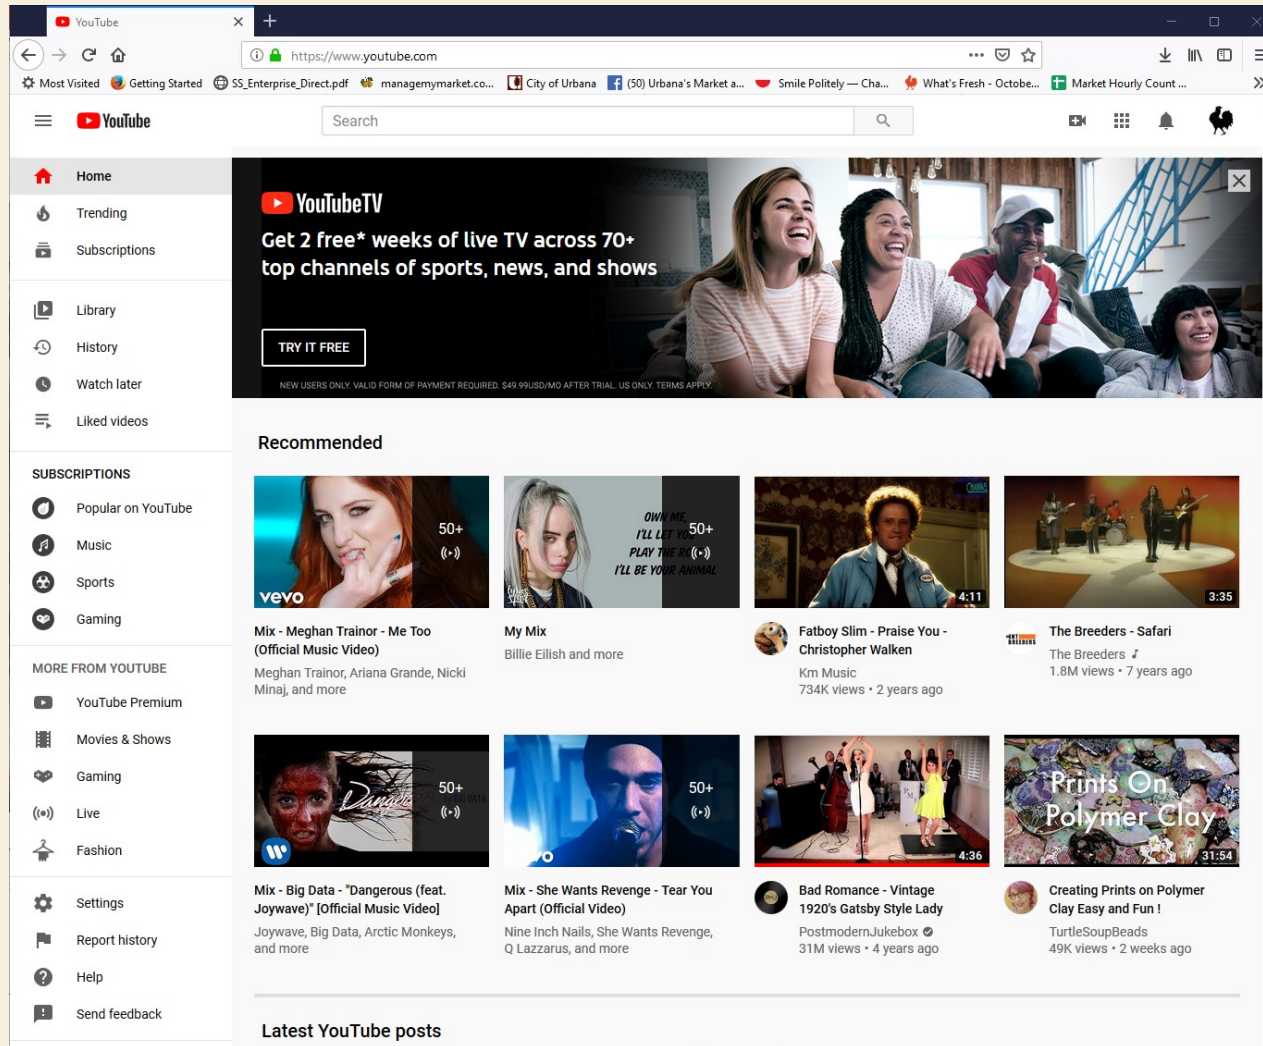 YouTube
https://www.youtube.com
Most Visited Getting Started SS_Enterprise_Direct.pdf managemymarket.co... City of Urbana (50) Urbana's Market a... Smile Politely — Cha... What's Fresh - Octobe... Market Hourly Count ...
YouTube
Search
Home
Trending
Subscriptions
Library
History
Watch later
Liked videos
SUBSCRIPTIONS
Popular on YouTube
Music
Sports
Gaming
MORE FROM YOUTUBE
YouTube Premium
Movies & Shows
Gaming
Live
Fashion
Settings
Report history
Help
Send feedback
YouTubeTV
Get 2 free* weeks of live TV across 70+
top channels of sports, news, and shows
TRY IT FREE
NEW USERS ONLY. VALID FORM OF PAYMENT REQUIRED. $49.99USD/MO AFTER TRIAL. US ONLY. TERMS APPLY.
Recommended
50+
vevo
Mix - Meghan Trainor - Me Too
(Official Music Video)
Meghan Trainor, Ariana Grande, Nicki
Minaj, and more
OWN ME,
I'LL LET YOU
PLAY THE
I'LL BE YOUR ANIMAL
50+
My Mix
Billie Eilish and more
4:11
Fatboy Slim - Praise You -
Christopher Walken
Km Music
734K views • 2 years ago
3:35
The Breeders - Safari
The Breeders
1.8M views • 7 years ago
50+
Mix - Big Data - "Dangerous (feat.
Joywave)" [Official Music Video]
Joywave, Big Data, Arctic Monkeys,
and more
50+
Mix - She Wants Revenge - Tear You
Apart (Official Video)
Nine Inch Nails, She Wants Revenge,
Q Lazzarus, and more
4:36
Bad Romance - Vintage
1920's Gatsby Style Lady
PostmodernJukebox
31M views • 4 years ago
Prints On
Polymer Clay
31:54
Creating Prints on Polymer
Clay Easy and Fun !
TurtleSoupBeads
49K views • 2 weeks ago
Latest YouTube posts